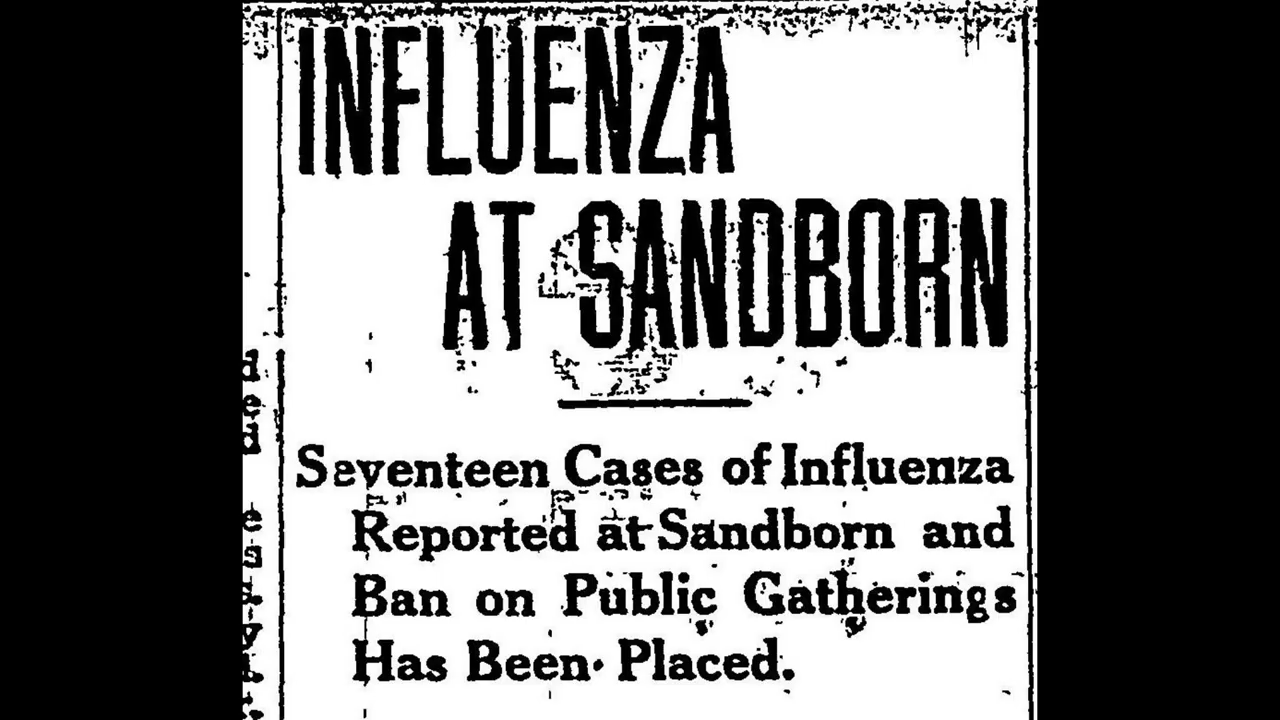 INFLUENZA
AT SANDBORN
Seventeen Cases of Influenza
Reported at Sandborn and
Ban on Public Gatherings
Has Been Placed.